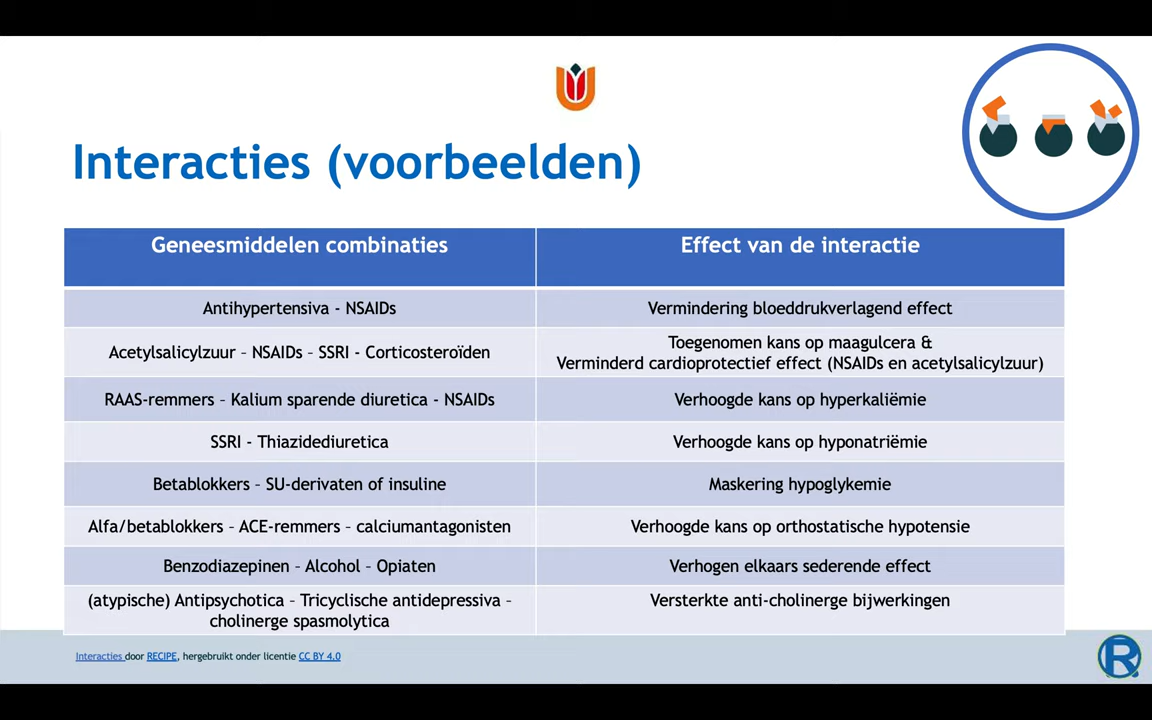 Interacties (voorbeelden)
Geneesmiddelen combinaties
Effect van de interactie
Antihypertensiva - NSAIDs
Vermindering bloeddrukverlagend effect
Acetylsalicylzuur – NSAIDs – SSRI - Corticosteroïden
Toegenomen kans op maagulcera &
Verminderd cardioprotectief effect (NSAIDs en acetylsalicylzuur)
RAAS-remmers – Kalium sparende diuretica - NSAIDs
Verhoogde kans op hyperkaliëmie
SSRI - Thiazidediuretica
Verhoogde kans op hyponatriëmie
Betablokkers – SU-derivaten of insuline
Maskering hypoglykemie
Alfa/betablokkers – ACE-remmers – calciumantagonisten
Verhoogde kans op orthostatische hypotensie
Benzodiazepinen – Alcohol – Opiaten
Verhogen elkaars sederende effect
(atypische) Antipsychotica – Tricyclische antidepressiva –
cholinerge spasmolytica
Versterkte anti-cholinerge bijwerkingen
Interacties door RECIPE, hergebruikt onder licentie CC BY 4.0
R